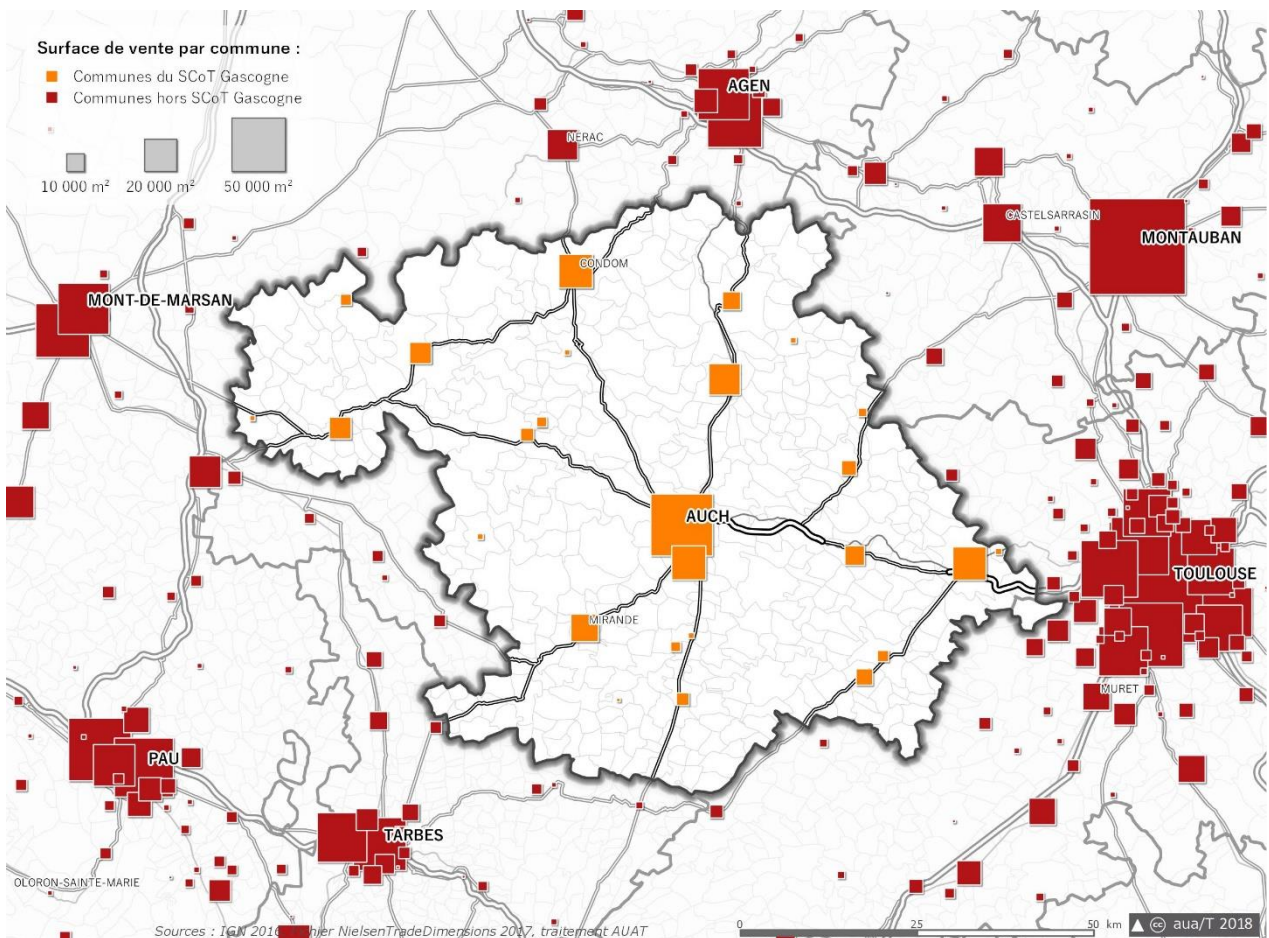 Surface de vente par commune :
Communes du SCoT Gascogne
Communes hors SCoT Gascogne
10 000 m²
20 000 m²
50 000 m²
AGEN
NERAC
CASTELSARRASIN
MONTAUBAN
CONDOM
MONT-DE-MARSAN
AUCH
TOULOUSE
MIRANDE
MURET
PAU
TARBES
OLORON-SAINTE-MARIE
0
25
50 km
aua/T 2018
Sources : IGN 2016, Fichier NielsenTradeDimensions 2017, traitement AUAT